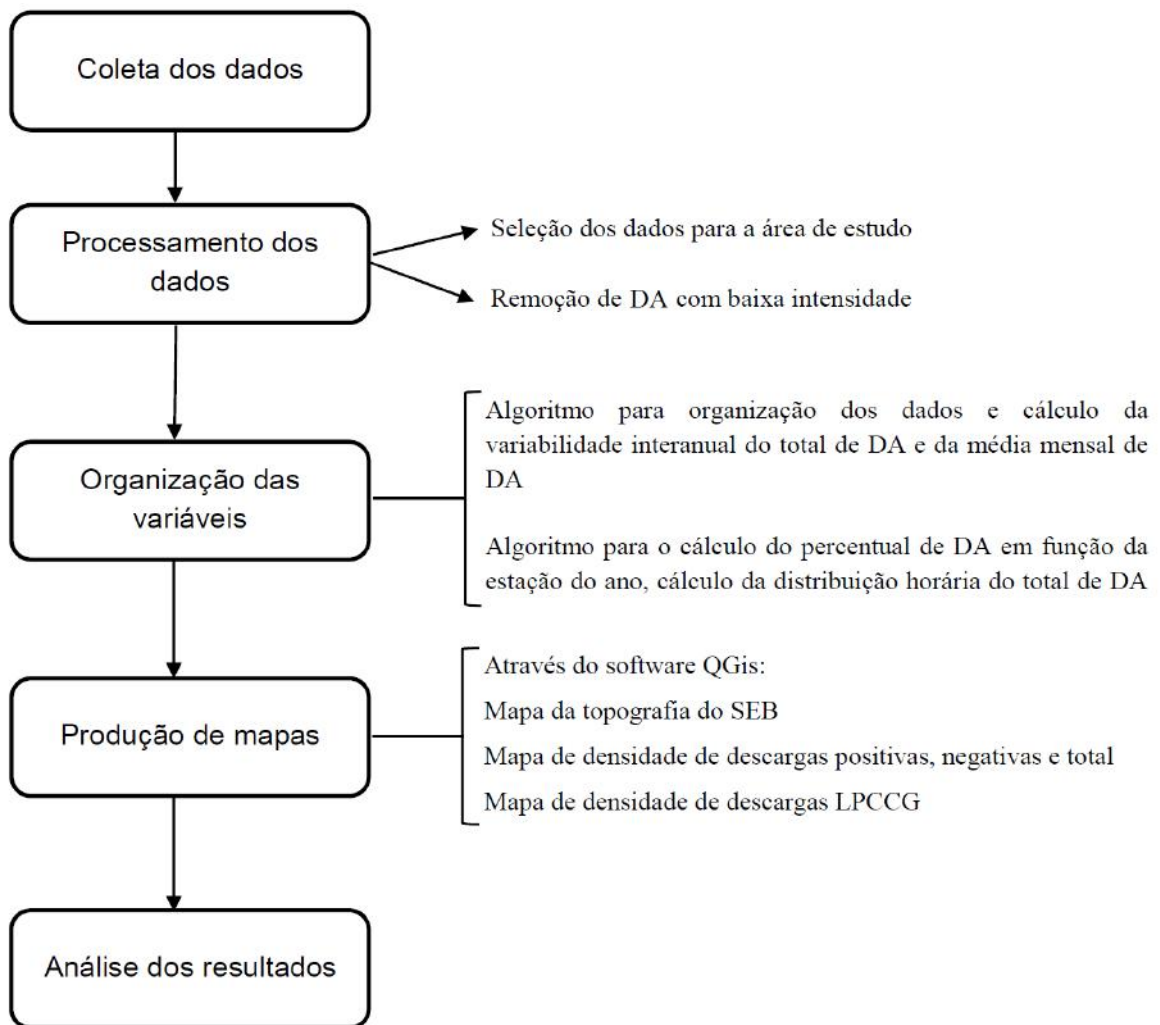 Coleta dos dados
Processamento dos
dados
Seleção dos dados para a área de estudo
Remoção de DA com baixa intensidade
Organização das
variáveis
Algoritmo para organização dos dados e cálculo da
variabilidade interanual do total de DA e da média mensal de
DA
Algoritmo para o cálculo do percentual de DA em função da
estação do ano, cálculo da distribuição horária do total de DA
Produção de mapas
Através do software QGis:
Mapa da topografia do SEB
Mapa de densidade de descargas positivas, negativas e total
Mapa de densidade de descargas LPCCG
Análise dos resultados